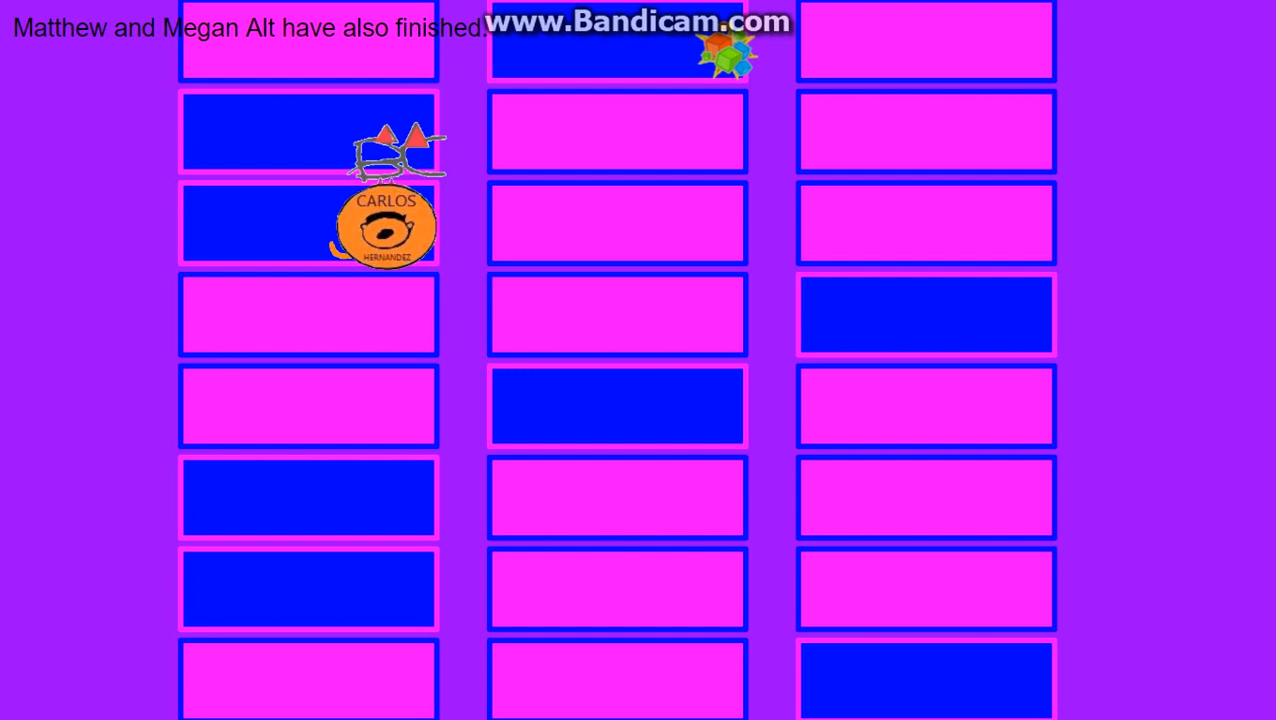 Matthew and Megan Alt have also finished.
www.Bandicam.com
CARLOS
HERNANDEZ